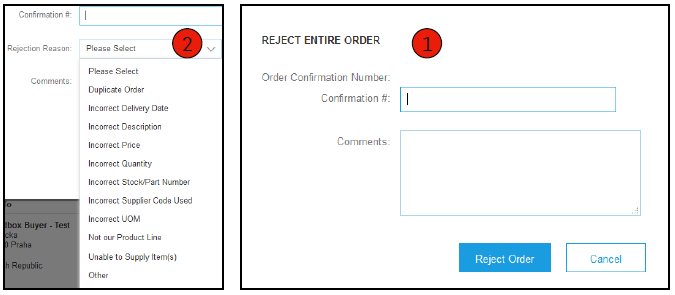 Confirmation #:
Rejection Reason: Please Select 2
Comments:
Please Select
Duplicate Order
Incorrect Delivery Date
Incorrect Description
Incorrect Price
Incorrect Quantity
Incorrect Stock/Part Number
Incorrect Supplier Code Used
Incorrect UOM
Not our Product Line
Unable to Supply Item(s)
Other
lbox Buyer - Test
cka
0 Praha
h Republic
REJECT ENTIRE ORDER 1
Order Confirmation Number:
Confirmation #:
Comments:
Reject Order Cancel